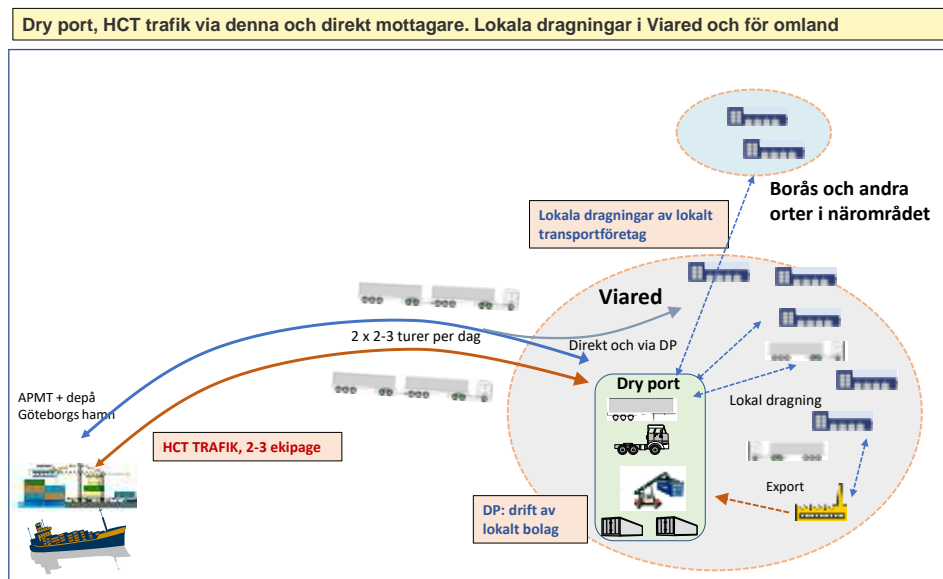 Dry port, HCT trafik via denna och direkt mottagare. Lokala dragningar i Viared och för omland
Borås och andra
orter i närområdet
Lokala dragningar av lokalt
transportföretag
Viared
2 x 2-3 turer per dag
Direkt och via DP
Dry port
Lokal dragning
APMT + depå
Göteborgs hamn
HCT TRAFIK, 2-3 ekipage
Export
DP: drift av
lokalt bolag